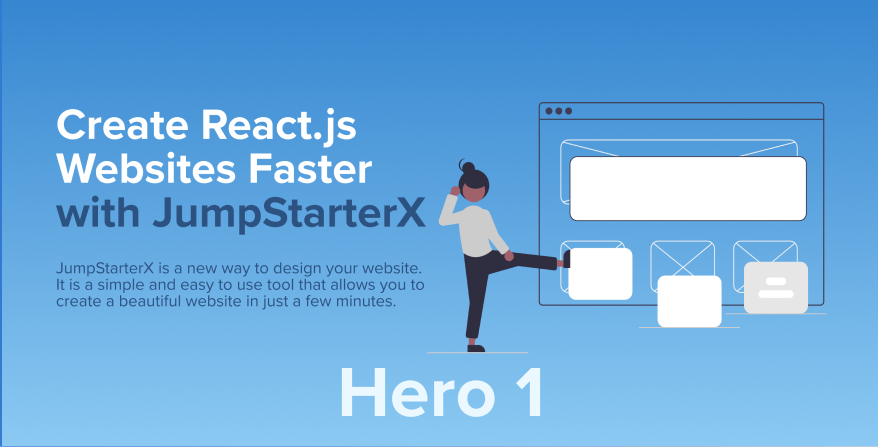 Create React.js
Websites Faster
with JumpStarterX
JumpStarterX is a new way to design your website.
It is a simple and easy to use tool that allows you to
create a beautiful website in just a few minutes.
Hero 1